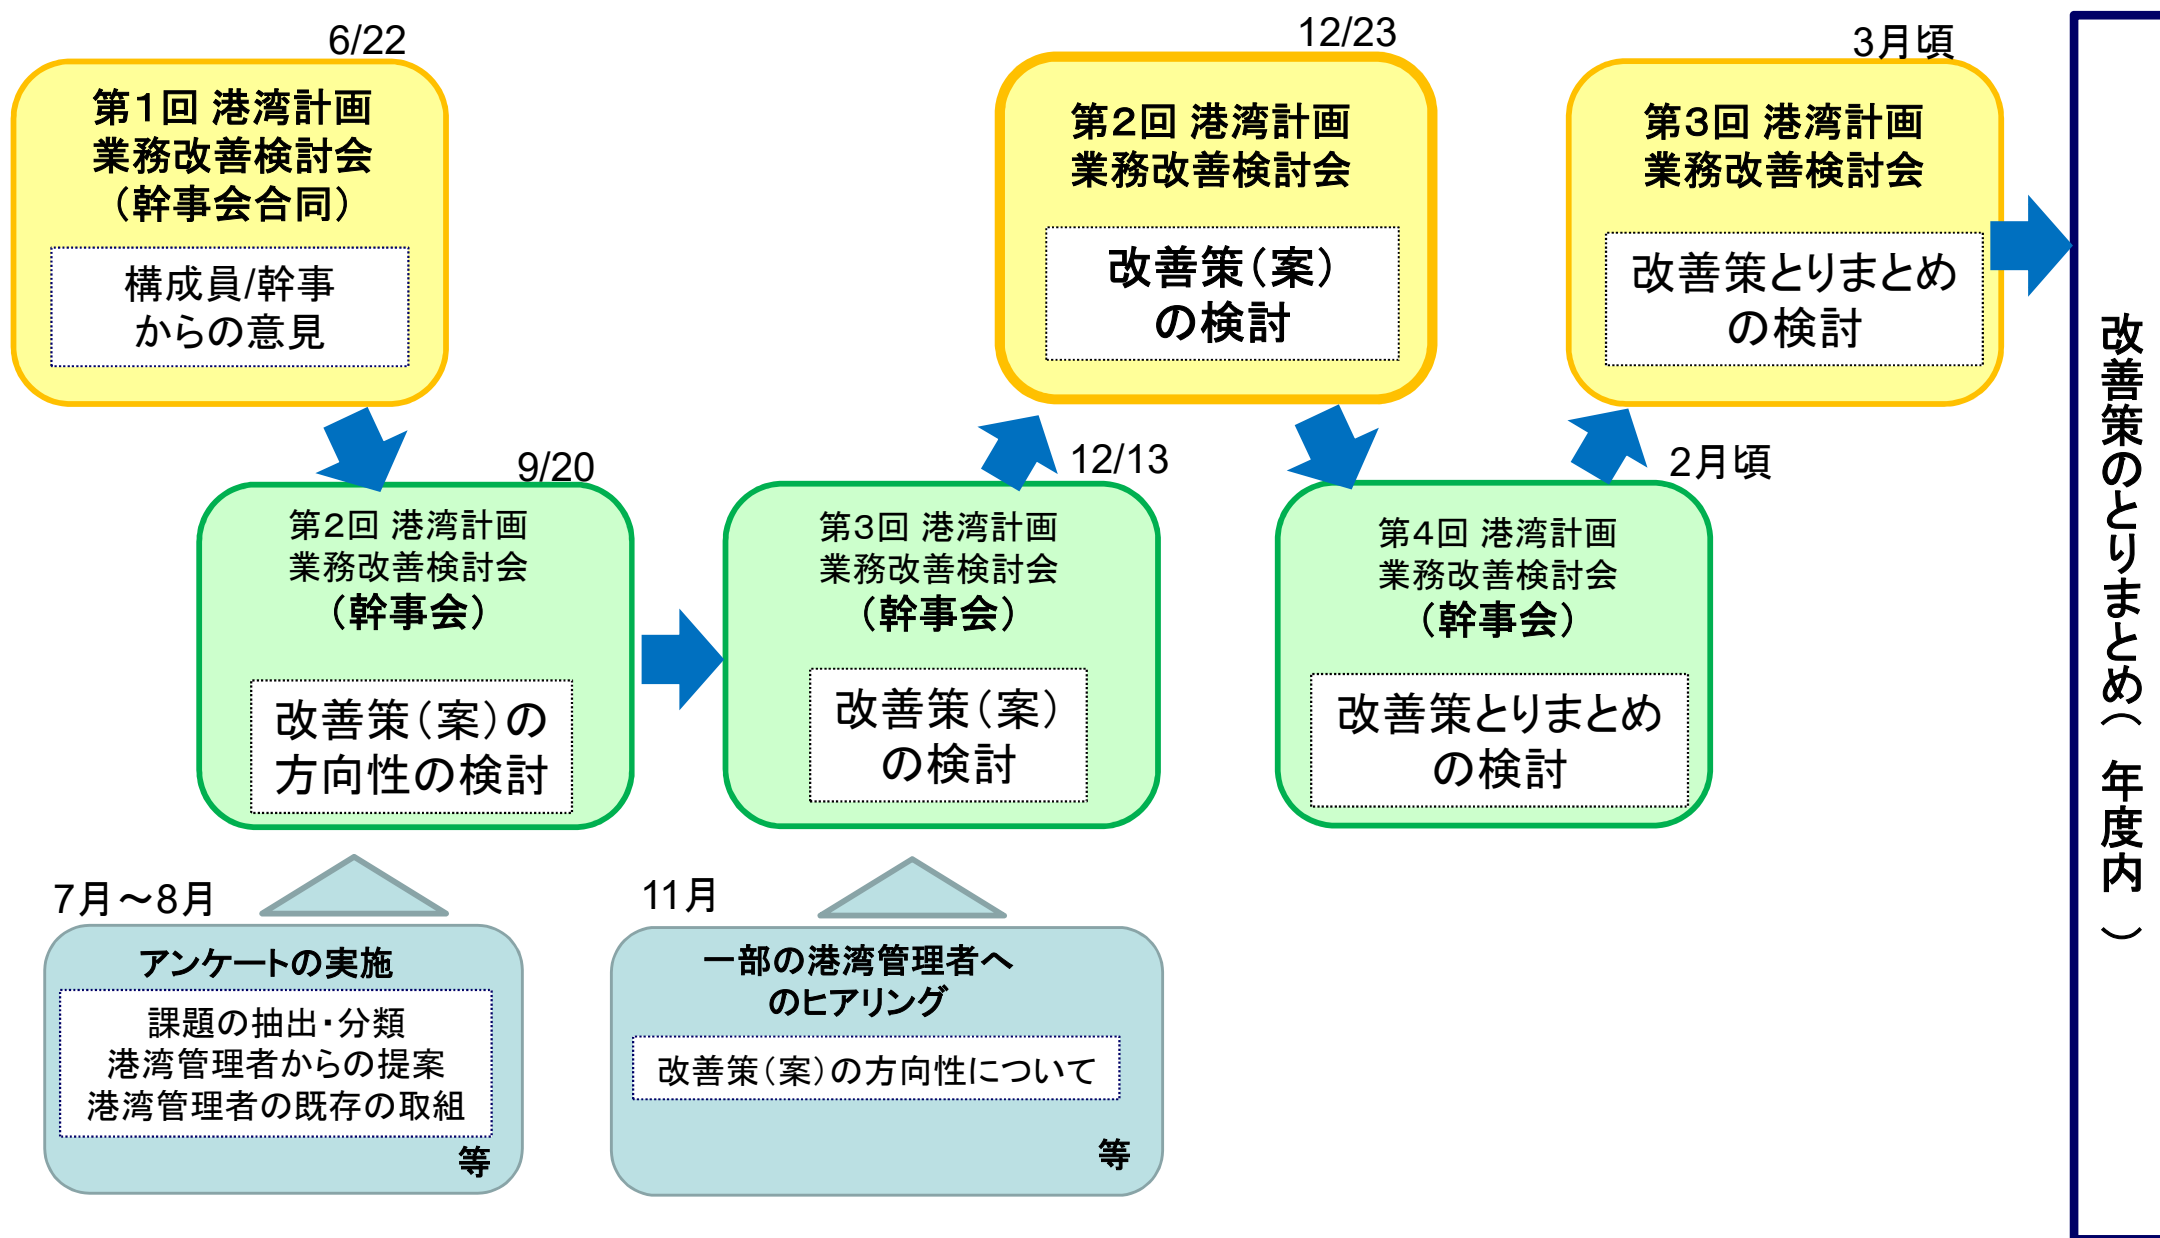 6/22
第1回 港湾計画
業務改善検討会
（幹事会合同）
構成員/幹事
からの意見
12/23
第2回 港湾計画
業務改善検討会
改善策（案）
の検討
3月頃
第3回 港湾計画
業務改善検討会
改善策とりまとめ
の検討
9/20
第2回 港湾計画
業務改善検討会
（幹事会）
改善策（案）の
方向性の検討
12/13
第3回 港湾計画
業務改善検討会
（幹事会）
改善策（案）
の検討
2月頃
第4回 港湾計画
業務改善検討会
（幹事会）
改善策とりまとめ
の検討
7月～8月
アンケートの実施
課題の抽出・分類
港湾管理者からの提案
港湾管理者の既存の取組
等
11月
一部の港湾管理者へ
のヒアリング
改善策（案）の方向性について
等
改善策のとりまとめ（ 年度内 ）